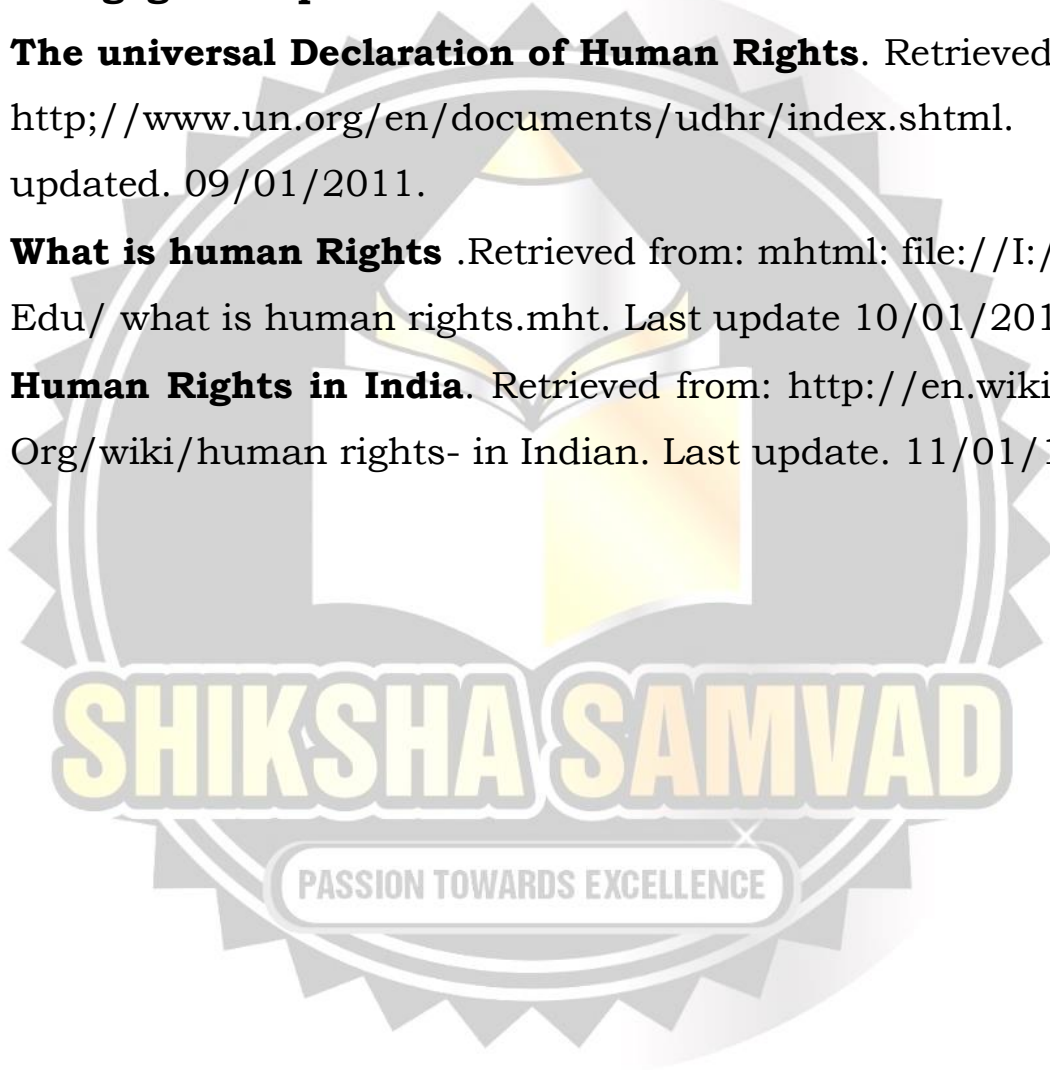 The universal Declaration of Human Rights. Retrieved
http;//www.un.org/en/documents/udhr/index.shtml.
updated. 09/01/2011.
What is human Rights .Retrieved from: mhtml: file://I:/
Edu/ what is human rights.mht. Last update 10/01/201
Human Rights in India. Retrieved from: http://en.wiki
Org/wiki/human rights- in Indian. Last update. 11/01/1
SHIKSHA SAMVAD
PASSION TOWARDS EXCELLENCE